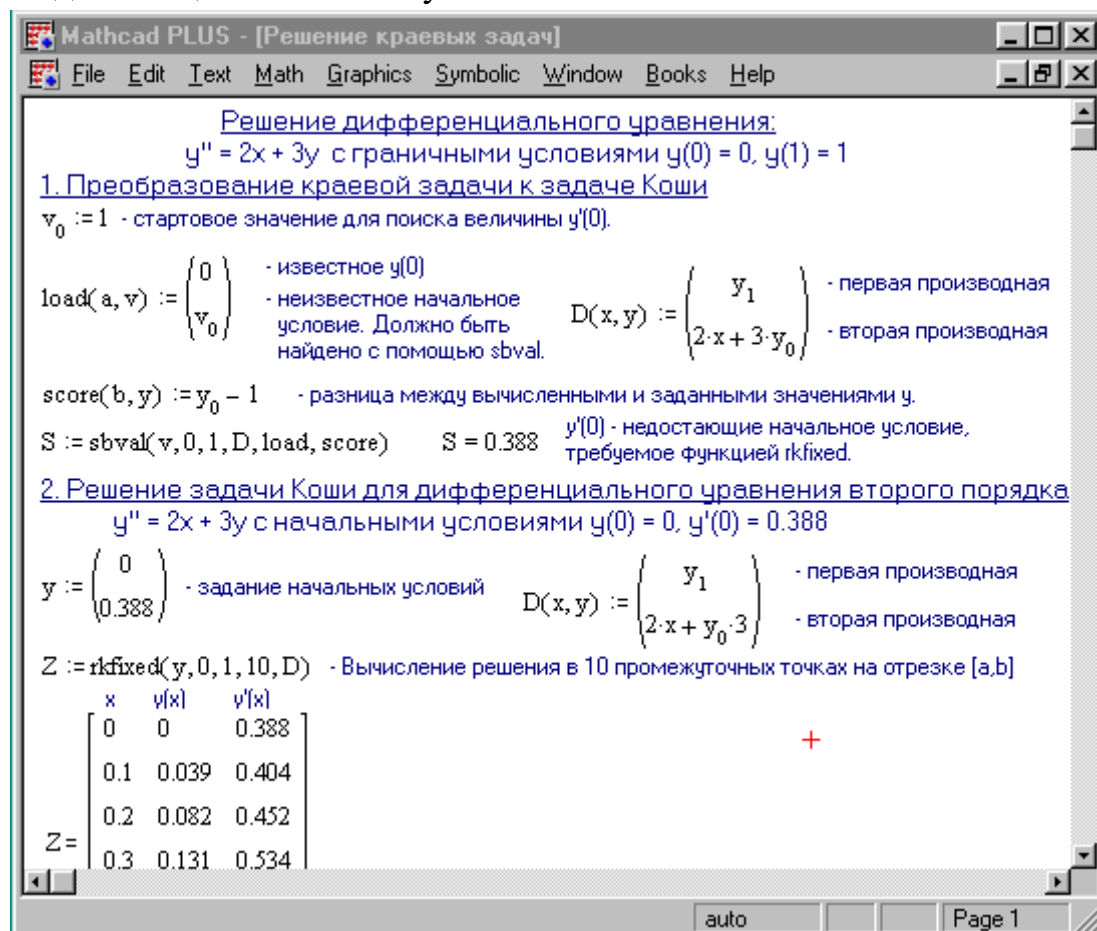 Mathcad PLUS - [Решение краевых задач]
File Edit Text Math Graphics Symbolic Window Books Help
Решение дифференциального уравнения:
y" = 2x + 3y с граничными условиями y(0) = 0, y(1) = 1
1. Преобразование краевой задачи к задаче Коши
v₀ := 1 - стартовое значение для поиска величины y'(0).
load(a, v) := (0 v₀)
- известное y(0)
- неизвестное начальное
условие. Должно быть
найдено с помощью sbval.
D(x, y) := (y₁ 2·x + 3·y₀)
- первая производная
- вторая производная
score(b, y) := y₀ – 1 - разница между вычисленными и заданными значениями y.
S := sbval(v, 0, 1, D, load, score) S = 0.388
y'(0) - недостающие начальное условие,
требуемое функцией rkfixed.
2. Решение задачи Коши для дифференциального уравнения второго порядка
y" = 2x + 3y с начальными условиями y(0) = 0, y'(0) = 0.388
y := (0 0.388) - задание начальных условий
D(x, y) := (y₁ 2·x + y₀·3)
- первая производная
- вторая производная
Z := rkfixed(y, 0, 1, 10, D) - Вычисление решения в 10 промежуточных точках на отрезке [a,b]
x y(x) y'(x)
0 0 0.388
0.1 0.039 0.404
0.2 0.082 0.452
Z =
0.3 0.131 0.534
auto Page 1